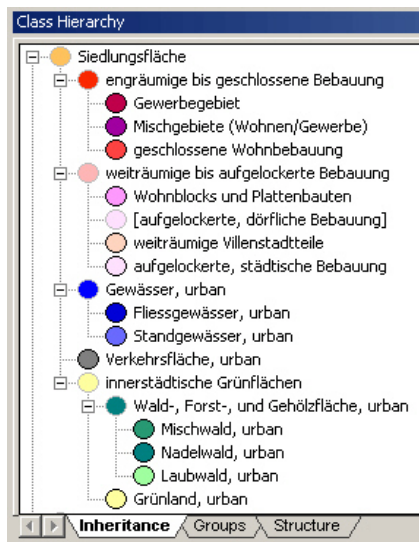 Class Hierarchy
Siedlungsfläche
engräumige bis geschlossene Bebauung
Gewerbegebiet
Mischgebiete (Wohnen/Gewerbe)
geschlossene Wohnbebauung
weiträumige bis aufgelockerte Bebauung
Wohnblocks und Plattenbauten
[aufgelockerte, dörfliche Bebauung]
weiträumige Villenstadtteile
aufgelockerte, städtische Bebauung
Gewässer, urban
Fliessgewässer, urban
Standgewässer, urban
Verkehrsfläche, urban
innerstädtische Grünflächen
Wald-, Forst-, und Gehölzfläche, urban
Mischwald, urban
Nadelwald, urban
Laubwald, urban
Grünland, urban
Inheritance Groups Structure